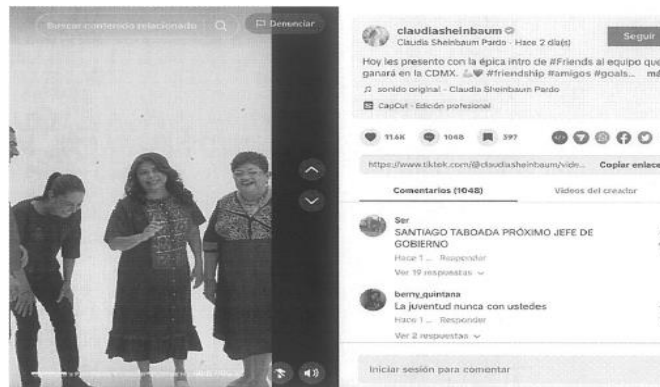 Buscar contenido relacionado
Denunciar
claudiasheinbaum
Claudia Sheinbaum Pardo · Hace 2 día(s)
Seguir
Hoy les presento con la épica intro de #Friends al equipo que
ganará en la CDMX. #friendship #amigos #goals...
sonido original - Claudia Sheinbaum Pardo
CapCut · Edición profesional
11.6K
1048
397
https://www.tiktok.com/@claudiasheinbaum/vide...
Copiar enlace
Comentarios (1048)
Videos del creador
Ser
SANTIAGO TABOADA PRÓXIMO JEFE DE
GOBIERNO
Hace 1 ... Responder
Ver 19 respuestas
berny_quintana
La juventud nunca con ustedes
Hace 1 ... Responder
Ver 2 respuestas
Iniciar sesión para comentar